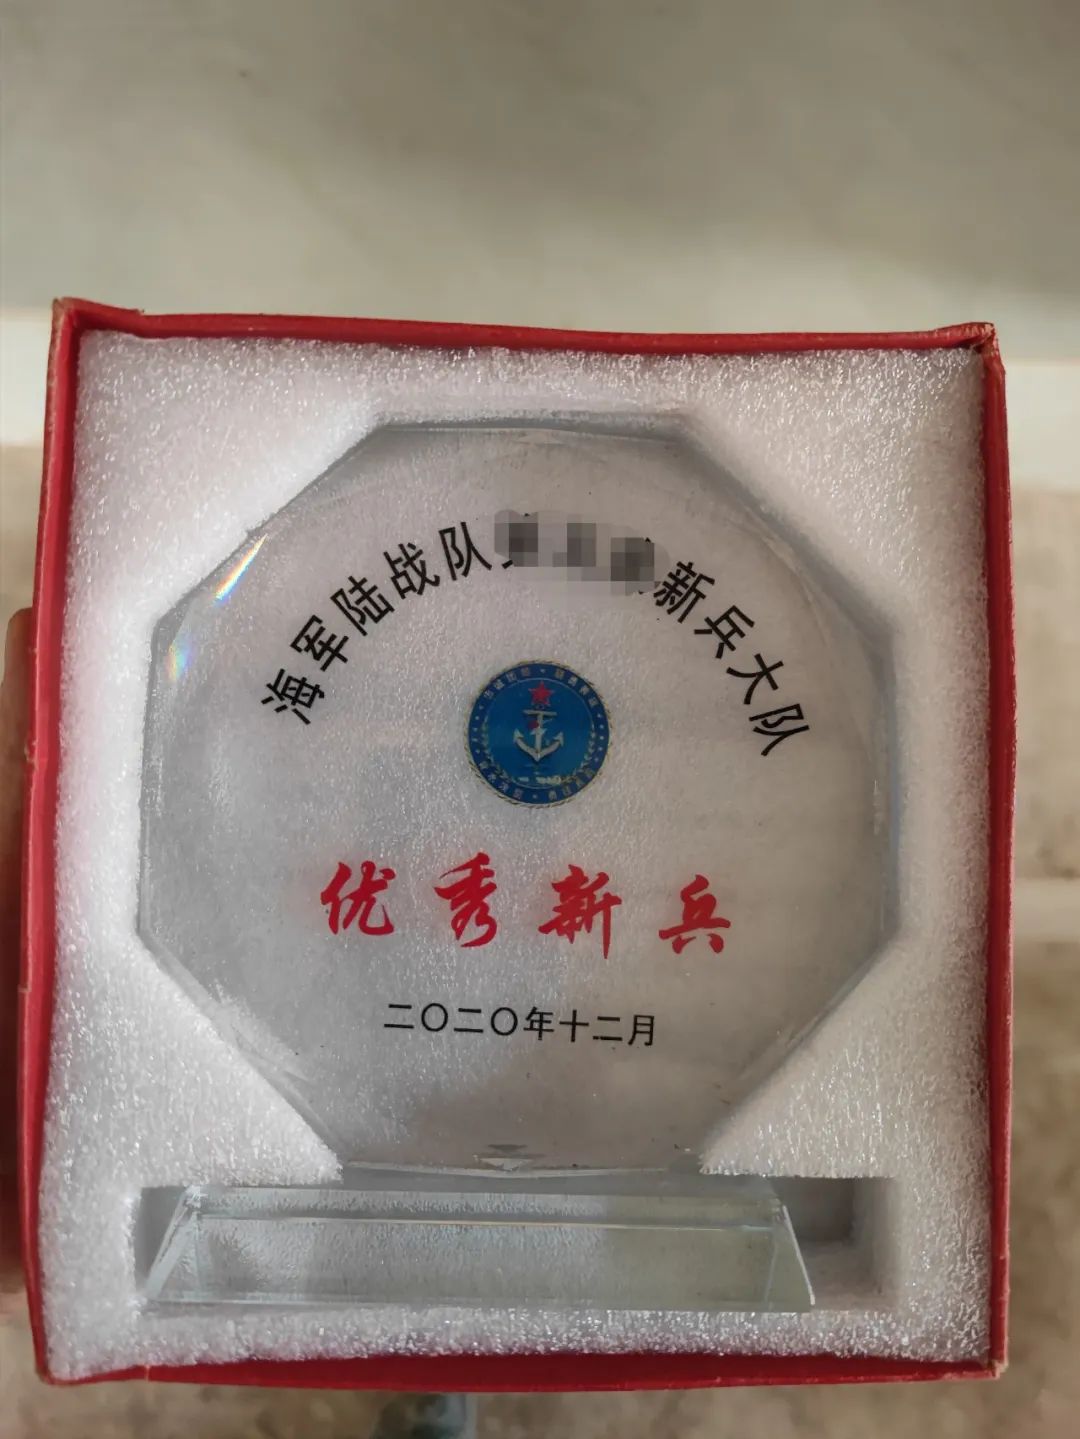 海军陆战队 新兵大队
优秀新兵
二〇二〇年十二月